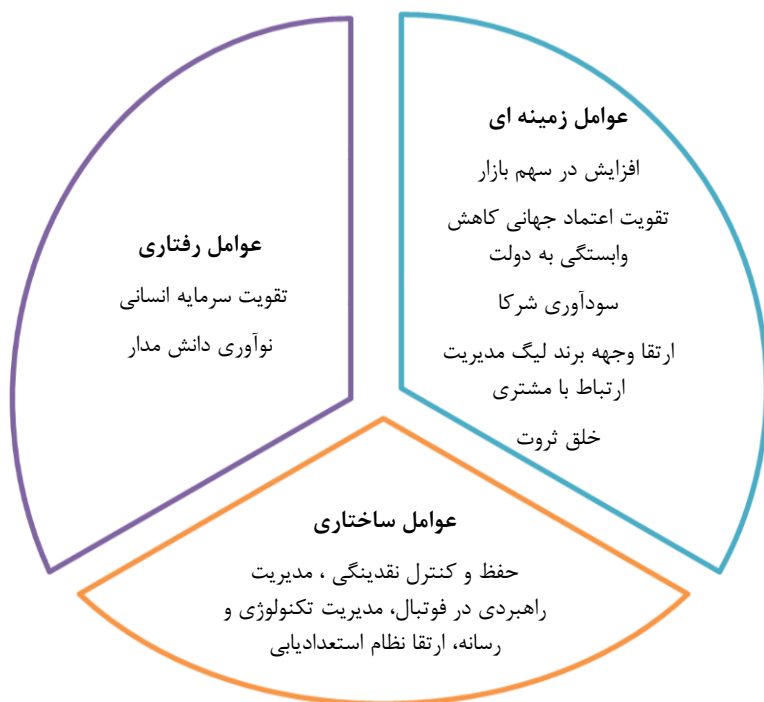 عوامل زمینه ای
افزایش در سهم بازار
تقویت اعتماد جهانی کاهش
وابستگی به دولت
سودآوری شرکا
ارتقا وجهه برند لیگ مدیریت
ارتباط با مشتری
خلق ثروت
عوامل رفتاری
تقویت سرمایه انسانی
نوآوری دانش مدار
عوامل ساختاری
حفظ و کنترل نقدینگی ، مدیریت
راهبردی در فوتبال، مدیریت تکنولوژی و
رسانه، ارتقا نظام استعدادیابی